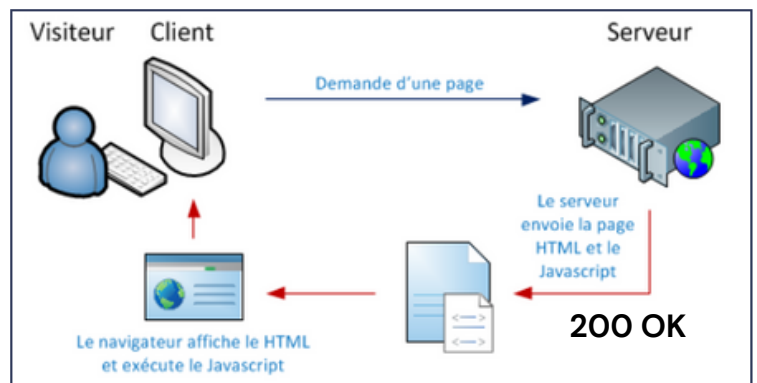 Visiteur Client Serveur
Demande d'une page
Le serveur
envoie la page
HTML et le
Javascript
200 OK
Le navigateur affiche le HTML
et exécute le Javascript